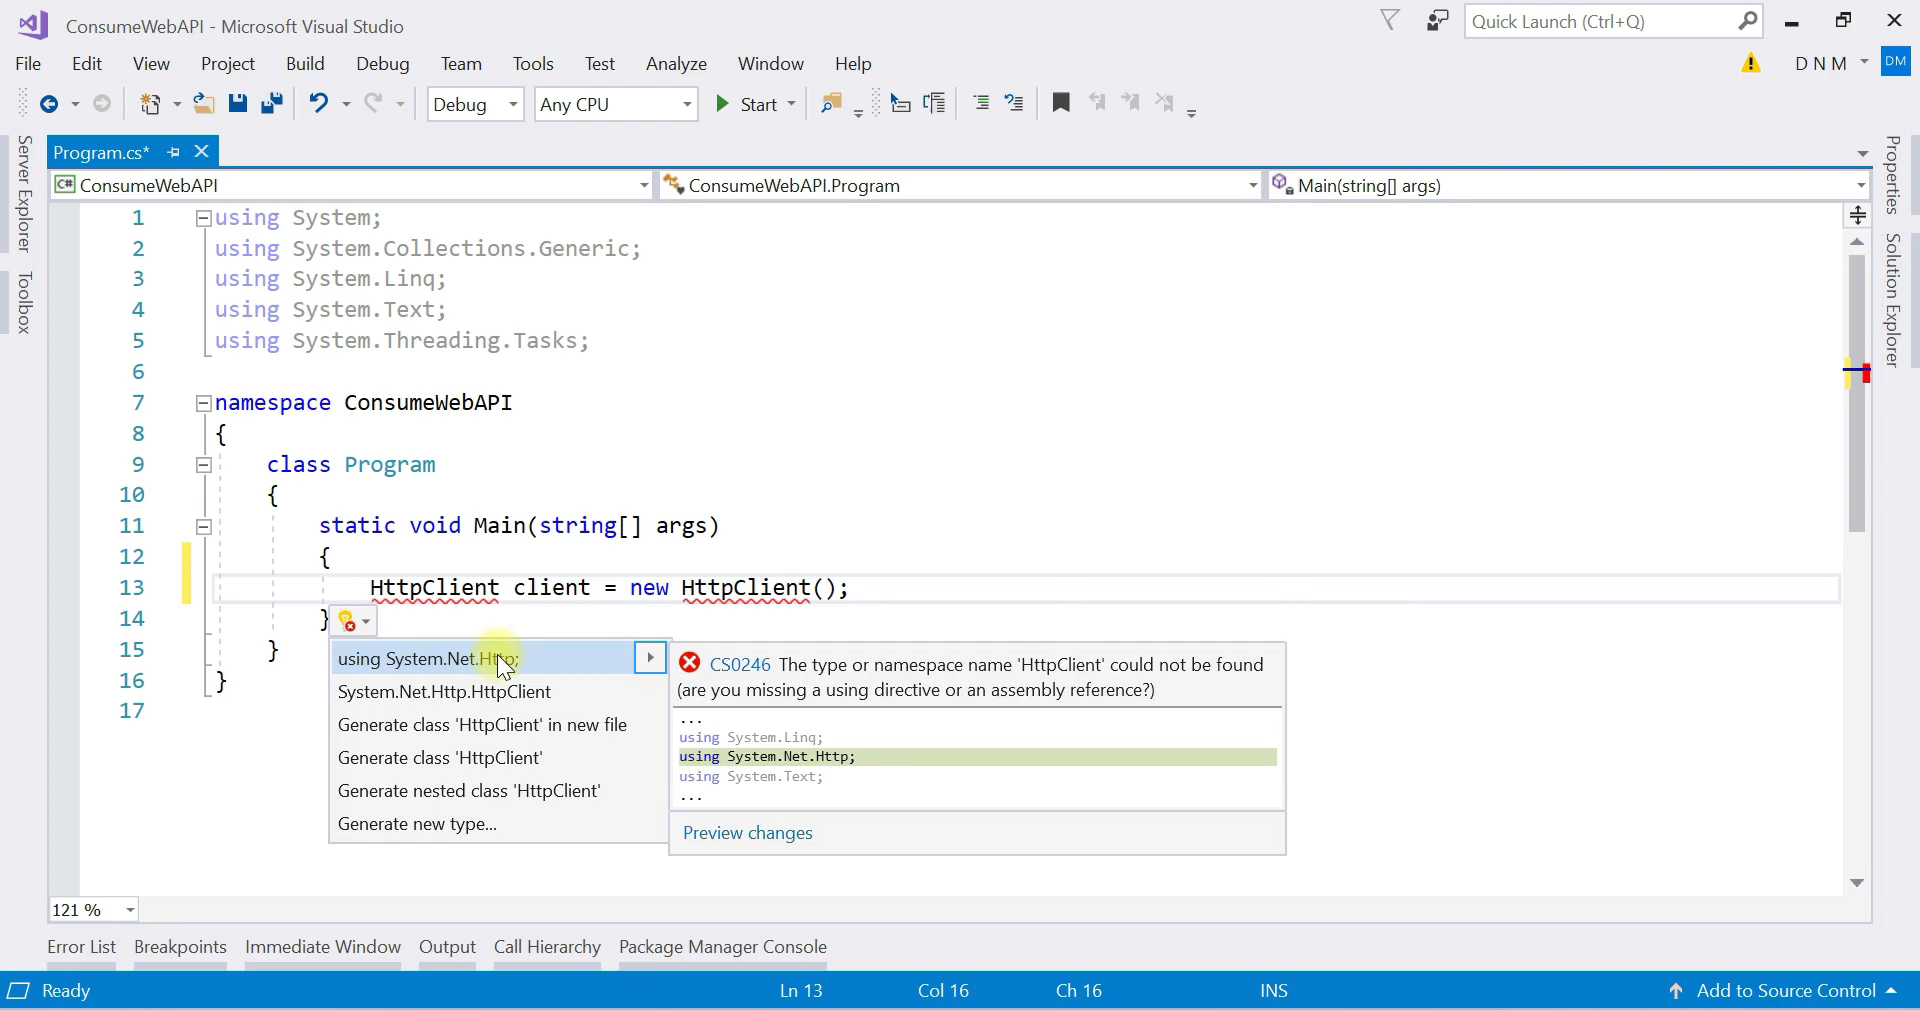 ConsumeWebAPI - Microsoft Visual Studio
Quick Launch (Ctrl+Q)
File Edit View Project Build Debug Team Tools Test Analyze Window Help
D N M DM
Debug Any CPU Start
Server Explorer
Toolbox
Program.cs*
Properties
Solution Explorer
C# ConsumeWebAPI ConsumeWebAPI.Program Main(string[] args)
1 using System;
2 using System.Collections.Generic;
3 using System.Linq;
4 using System.Text;
5 using System.Threading.Tasks;
6
7 namespace ConsumeWebAPI
8 {
9 class Program
10 {
11 static void Main(string[] args)
12 {
13 HttpClient client = new HttpClient();
14 }
15 }
16 }
17
using System.Net.Http;
System.Net.Http.HttpClient
Generate class 'HttpClient' in new file
Generate class 'HttpClient'
Generate nested class 'HttpClient'
Generate new type...
CS0246 The type or namespace name 'HttpClient' could not be found
(are you missing a using directive or an assembly reference?)
...
using System.Linq;
using System.Net.Http;
using System.Text;
...
Preview changes
121 %
Error List Breakpoints Immediate Window Output Call Hierarchy Package Manager Console
Ready Ln 13 Col 16 Ch 16 INS Add to Source Control